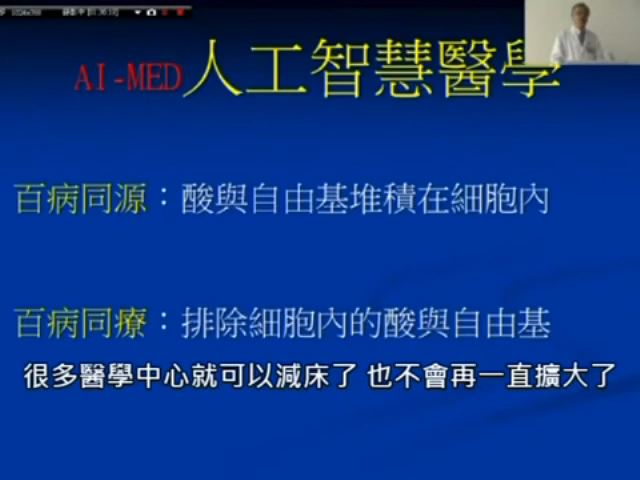 AI-MED人工智慧醫學
百病同源：酸與自由基堆積在細胞內
百病同療：排除細胞內的酸與自由基
很多醫學中心就可以減床了 也不會再一直擴大了